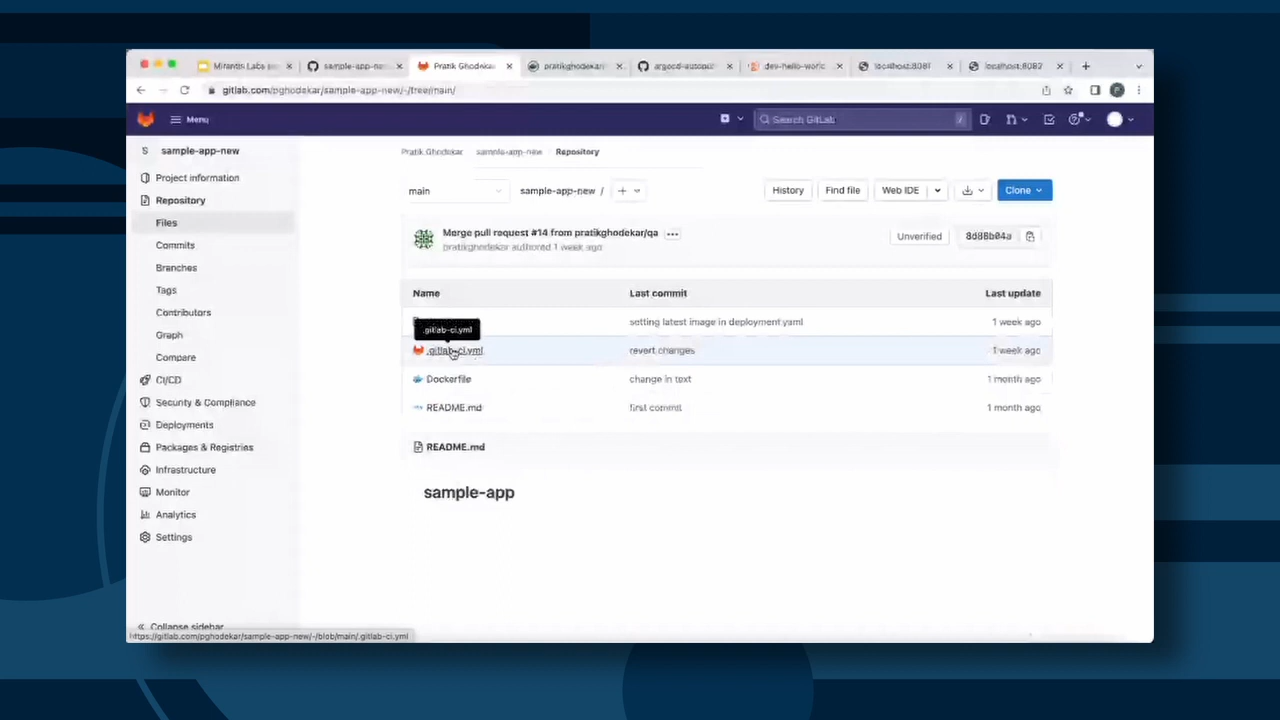 Mirantis Labs
sample-app-new
Pratik Ghodekar
pratikghodekar/
argocd-autopilot
dev-hello-world
localhost:8081
localhost:8082
gitlab.com/pghodekar/sample-app-new/-/tree/main/
Menu
Search GitLab
/
S sample-app-new
Project information
Repository
Files
Commits
Branches
Tags
Contributors
Graph
Compare
CI/CD
Security & Compliance
Deployments
Packages & Registries
Infrastructure
Monitor
Analytics
Settings
Collapse sidebar
Pratik Ghodekar sample-app-new Repository
main sample-app-new / + History Find file Web IDE Clone
Merge pull request #14 from pratikghodekar/qa
pratikghodekar authored 1 week ago
Unverified 8d88b04a
Name Last commit Last update
setting latest image in deployment yaml 1 week ago
.gitlab-ci.yml
.gitlab-ci.yml revert changes 1 week ago
Dockerfile change in text 1 month ago
README.md first commit 1 month ago
README.md
sample-app
https://gitlab.com/pghodekar/sample-app-new/-/blob/main/.gitlab-ci.yml